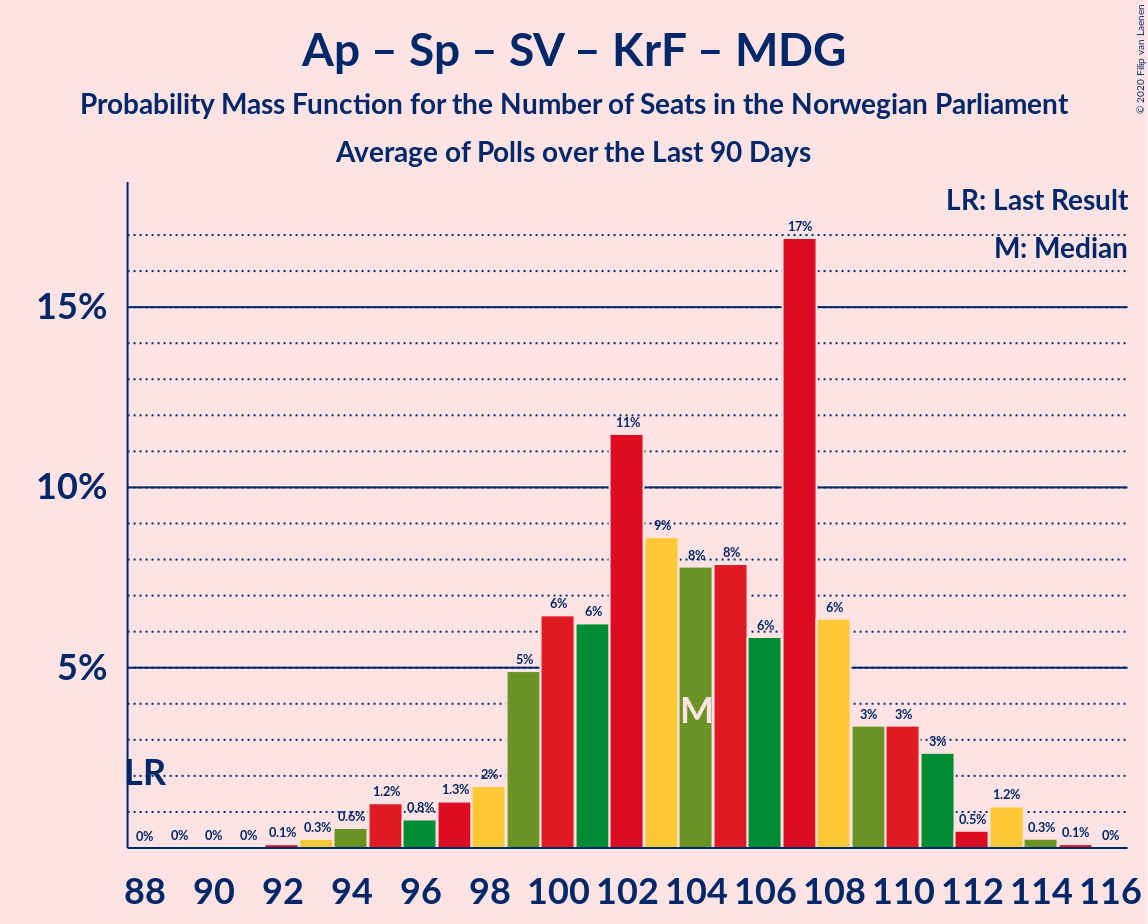 Ap – Sp – SV – KrF – MDG
Probability Mass Function for the Number of Seats in the Norwegian Parliament
Average of Polls over the Last 90 Days
© 2020 Filip van Laenen
LR: Last Result
M: Median
15%
10%
5%
LR
M
0% 0% 0% 0% 0.1% 0.3% 0.6% 1.2% 0.8% 1.3% 2% 5% 6% 6% 11% 9% 8% 8% 6% 17% 6% 3% 3% 3% 0.5% 1.2% 0.3% 0.1% 0%
88 90 92 94 96 98 100 102 104 106 108 110 112 114 116